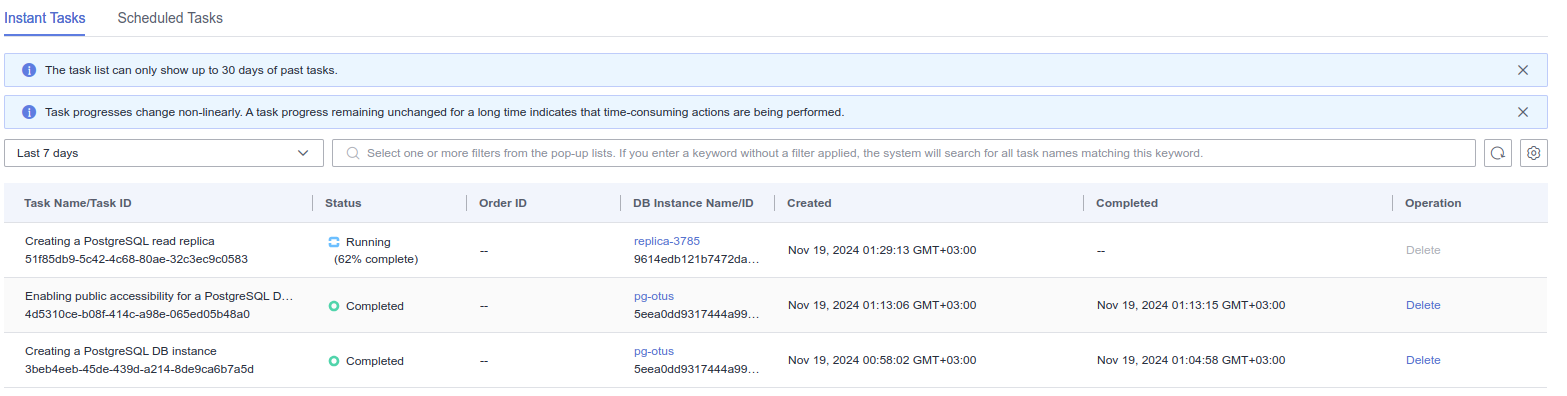 Instant Tasks Scheduled Tasks
The task list can only show up to 30 days of past tasks.
Task progresses change non-linearly. A task progress remaining unchanged for a long time indicates that time-consuming actions are being performed.
Last 7 days Select one or more filters from the pop-up lists. If you enter a keyword without a filter applied, the system will search for all task names matching this keyword.
Task Name/Task ID Status Order ID DB Instance Name/ID Created Completed Operation
Creating a PostgreSQL read replica Running replica-3785
51f85db9-5c42-4c68-80ae-32c3ec9c0583 (62% complete) -- 9614edb121b7472da… Nov 19, 2024 01:29:13 GMT+03:00 -- Delete
Enabling public accessibility for a PostgreSQL D… pg-otus
4d5310ce-b08f-414c-a98e-065ed05b48a0 Completed -- 5eea0dd9317444a99… Nov 19, 2024 01:13:06 GMT+03:00 Nov 19, 2024 01:13:15 GMT+03:00 Delete
Creating a PostgreSQL DB instance pg-otus
3beb4eeb-45de-439d-a214-8de9ca6b7a5d Completed -- 5eea0dd9317444a99… Nov 19, 2024 00:58:02 GMT+03:00 Nov 19, 2024 01:04:58 GMT+03:00 Delete